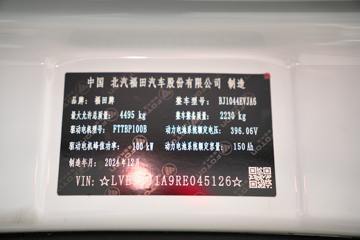 中国 北汽福田汽车股份有限公司 制造
品牌：福田牌 整车型号：BJ1044EVJA6
最大允许总质量：4495 kg 整车整备质量：2230 kg
驱动电机型号：FTTBP100B 动力电池系统额定电压：396.06V
驱动电机峰值功率：100 kW 动力电池系统额定容量：150 Ah
制造年月：2024年12月
VIN:☆LV 1A9RE045126☆